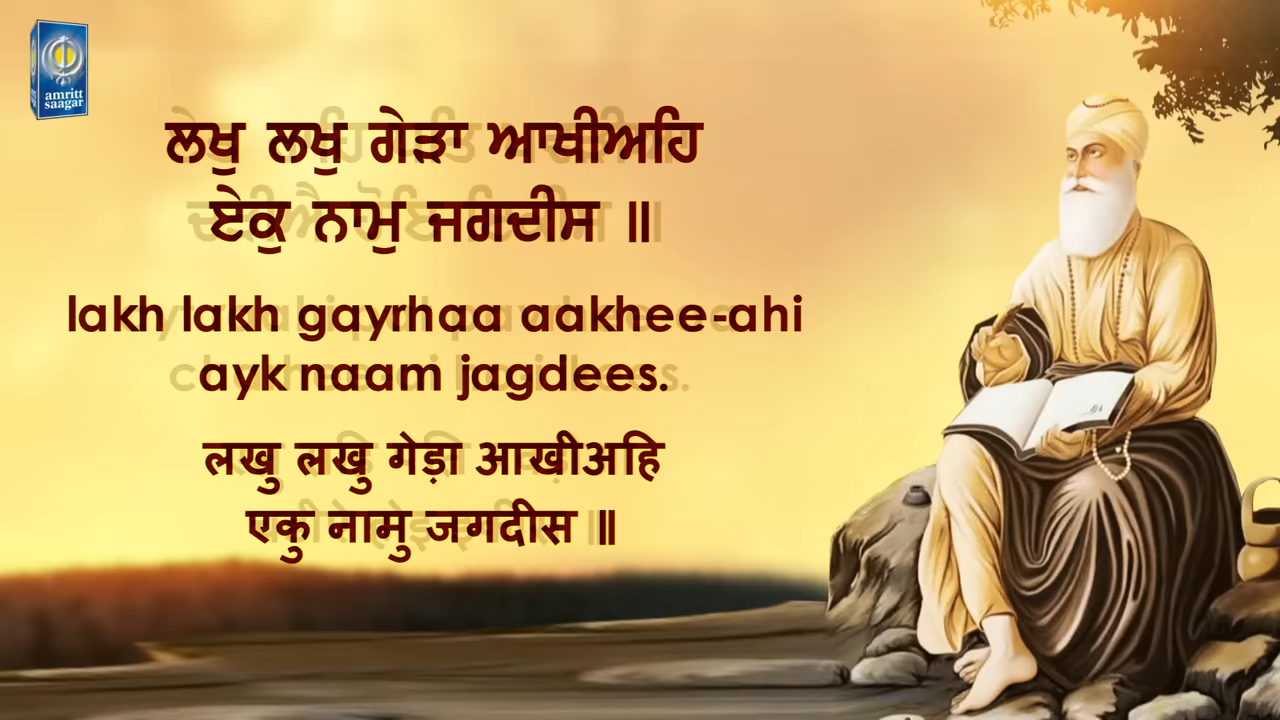 amritt
saagar
ਲੇਖੁ ਲਖੁ ਗੇੜਾ ਆਖੀਅਹਿ
ਏਕੁ ਨਾਮੁ ਜਗਦੀਸ ॥
lakh lakh gayrhaa aakhee-ahi
ayk naam jagdees.
लखु लखु गेड़ा आखीअहि
एकु नामु जगदीस ॥